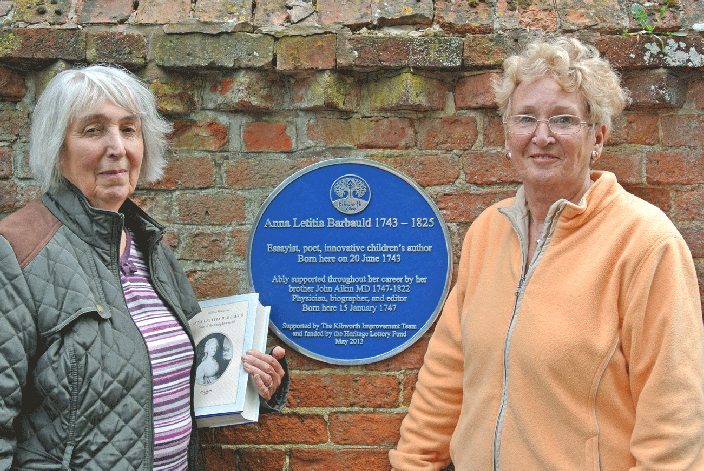 Anna Letitia Barbauld 1743 – 1825
Essayist, poet, innovative children's author
Born here on 20 June 1743
Ably supported throughout her career by her
brother John Aikin MD 1747-1822
Physician, biographer, and editor
Born here 15 January 1747
Supported by The Kibworth Improvement Team
and funded by the Heritage Lottery Fund
May 2013